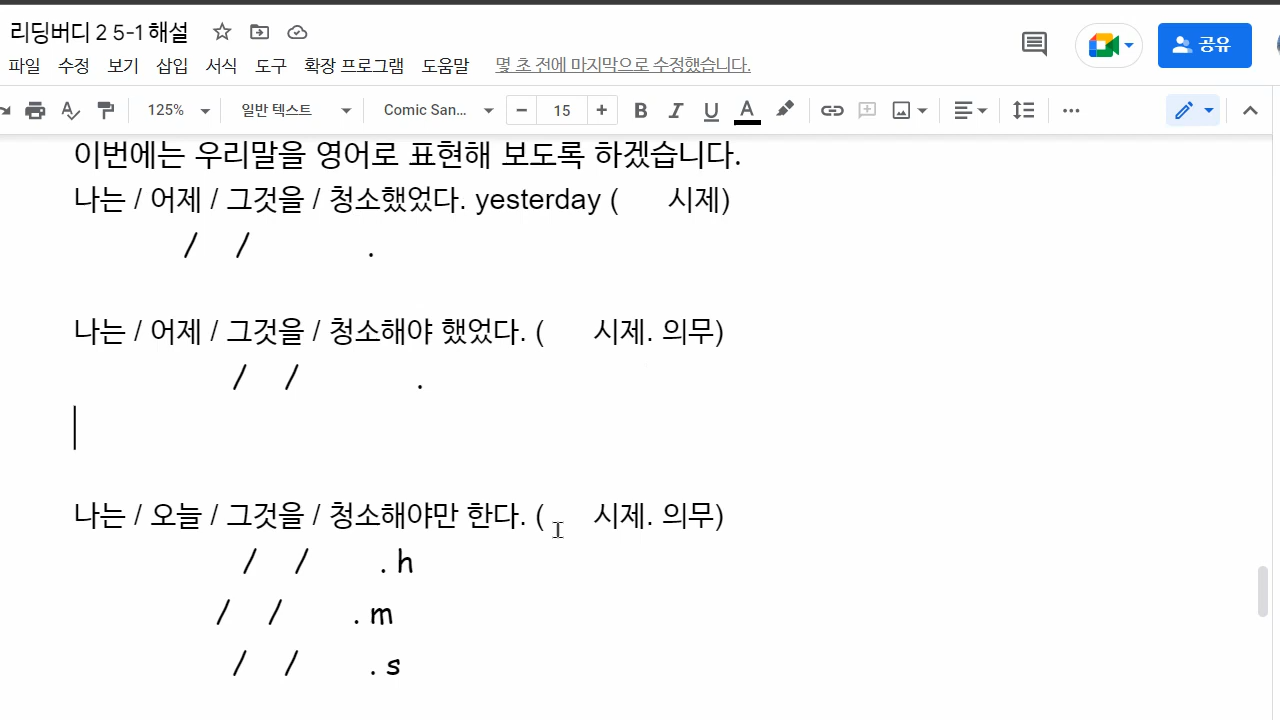 리딩버디 2 5-1 해설
파일 수정 보기 삽입 서식 도구 확장 프로그램 도움말 몇 초 전에 마지막으로 수정했습니다.
공유
125% 일반 텍스트 Comic San... - 15 + B I U A
이번에는 우리말을 영어로 표현해 보도록 하겠습니다.
나는 / 어제 / 그것을 / 청소했었다. yesterday ( 시제)
/ / .
나는 / 어제 / 그것을 / 청소해야 했었다. ( 시제. 의무)
/ / .
나는 / 오늘 / 그것을 / 청소해야만 한다. ( 시제. 의무)
/ / . h
/ / . m
/ / . s